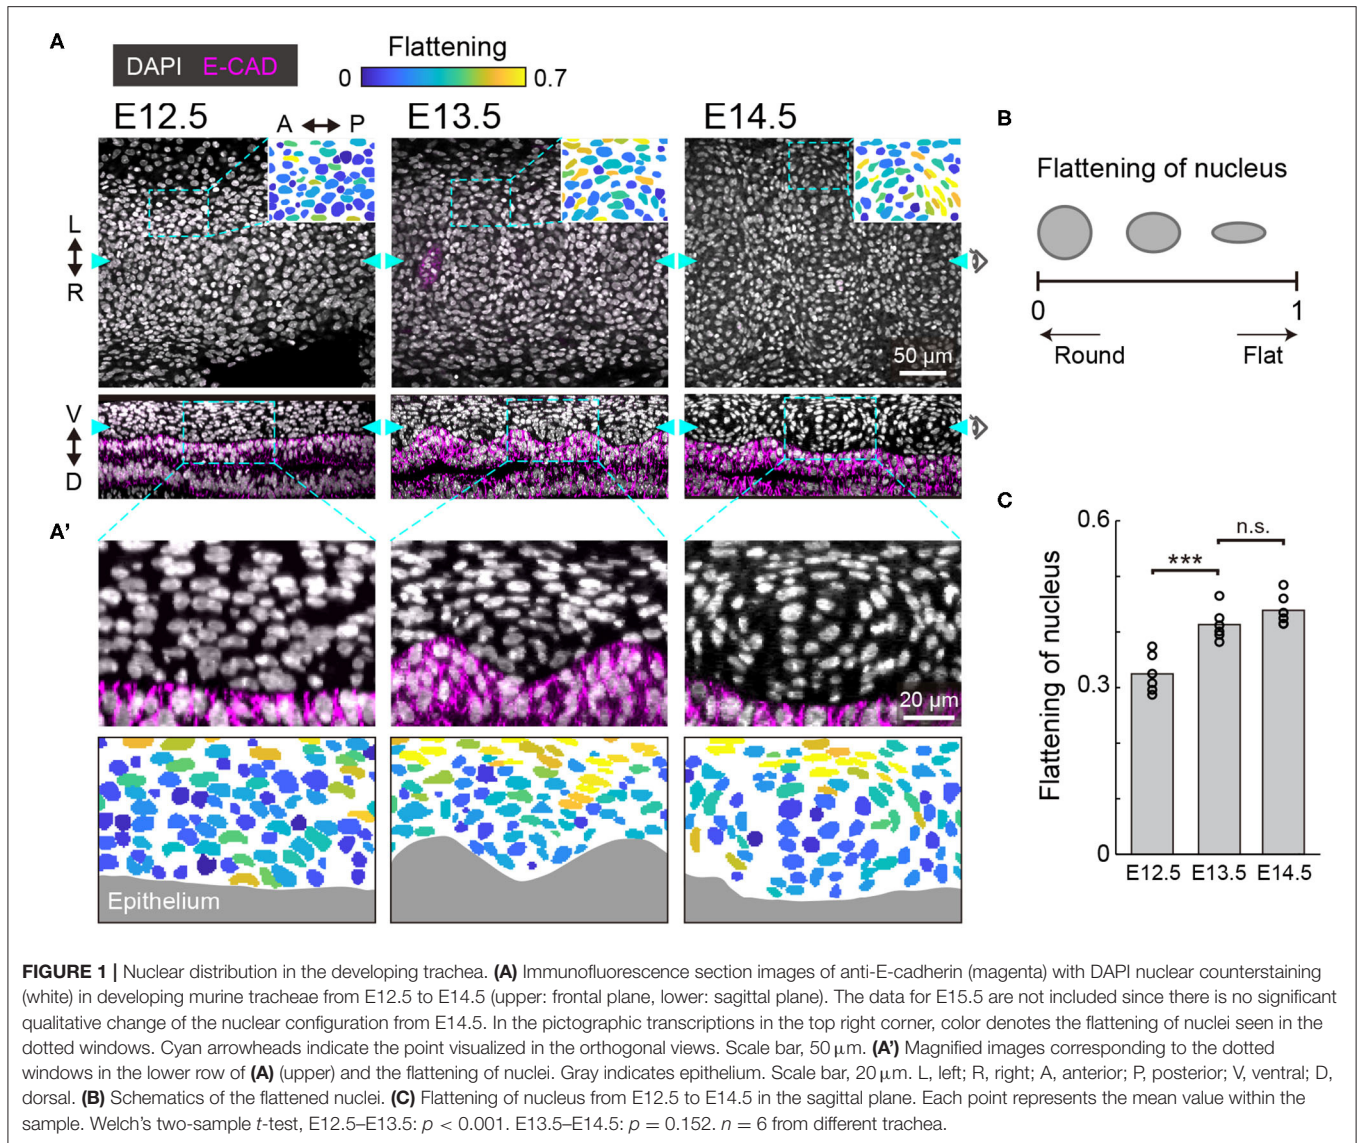 A
DAPI E-CAD
Flattening
0 0.7
E12.5
A P
E13.5
E14.5
L
R
50 µm
V
D
A'
20 µm
Epithelium
B
Flattening of nucleus
0 1
Round Flat
C
Flattening of nucleus
0.6
0.3
0
***
n.s.
E12.5 E13.5 E14.5
FIGURE 1 | Nuclear distribution in the developing trachea. (A) Immunofluorescence section images of anti-E-cadherin (magenta) with DAPI nuclear counterstaining
(white) in developing murine tracheae from E12.5 to E14.5 (upper: frontal plane, lower: sagittal plane). The data for E15.5 are not included since there is no significant
qualitative change of the nuclear configuration from E14.5. In the pictographic transcriptions in the top right corner, color denotes the flattening of nuclei seen in the
dotted windows. Cyan arrowheads indicate the point visualized in the orthogonal views. Scale bar, 50 µm. (A') Magnified images corresponding to the dotted
windows in the lower row of (A) (upper) and the flattening of nuclei. Gray indicates epithelium. Scale bar, 20 µm. L, left; R, right; A, anterior; P, posterior; V, ventral; D,
dorsal. (B) Schematics of the flattened nuclei. (C) Flattening of nucleus from E12.5 to E14.5 in the sagittal plane. Each point represents the mean value within the
sample. Welch's two-sample t-test, E12.5–E13.5: p < 0.001. E13.5–E14.5: p = 0.152. n = 6 from different trachea.